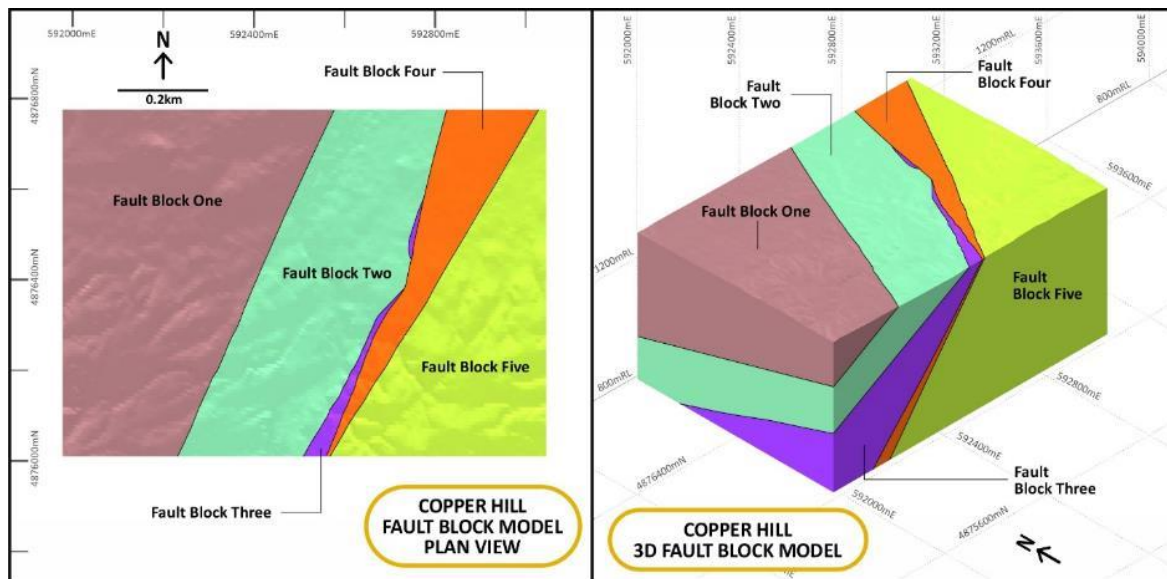 592000mE
592400mE
592800mE
N
0.2km
4876800mN
4876400mN
4876000mN
Fault Block Four
Fault Block One
Fault Block Two
Fault Block Five
Fault Block Three
COPPER HILL
FAULT BLOCK MODEL
PLAN VIEW
592000mE
592400mE
592800mE
593200mE
1200mRL
593600mE
594000mE
800mRL
593600mE
Fault
Block Two
Fault
Block Four
Fault Block One
1200mRL
Fault
Block Five
800mRL
592800mE
4876400mN
592400mE
592000mE
4875600mN
Fault
Block Three
N
COPPER HILL
3D FAULT BLOCK MODEL